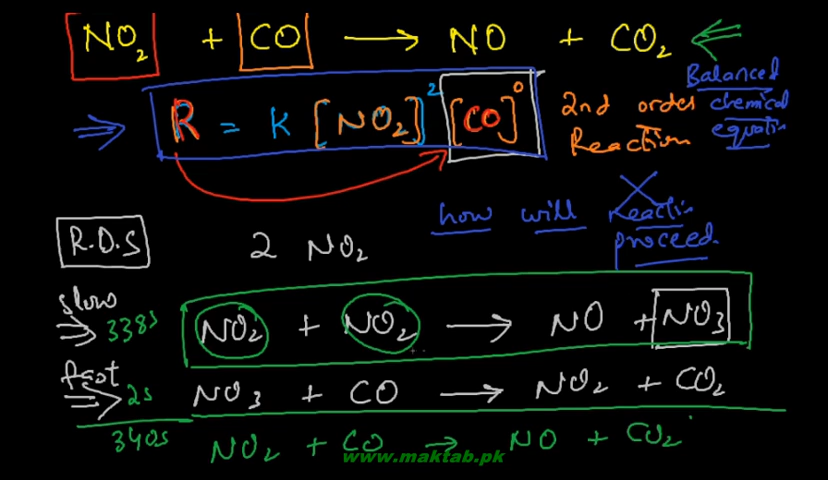 NO₂ + CO → NO + CO₂ ⇐
⇒ R = K [NO₂]² [CO]⁰
2nd order Reaction
Balanced
chemical
equatin
R.D.S 2 NO₂
how will Reactin
proceed.
slow
⇒ 338s NO₂ + NO₂ → NO + NO₃
fast
⇒ 2s NO₃ + CO → NO₂ + CO₂
340s NO₂ + CO → NO + CO₂
www.maktab.pk